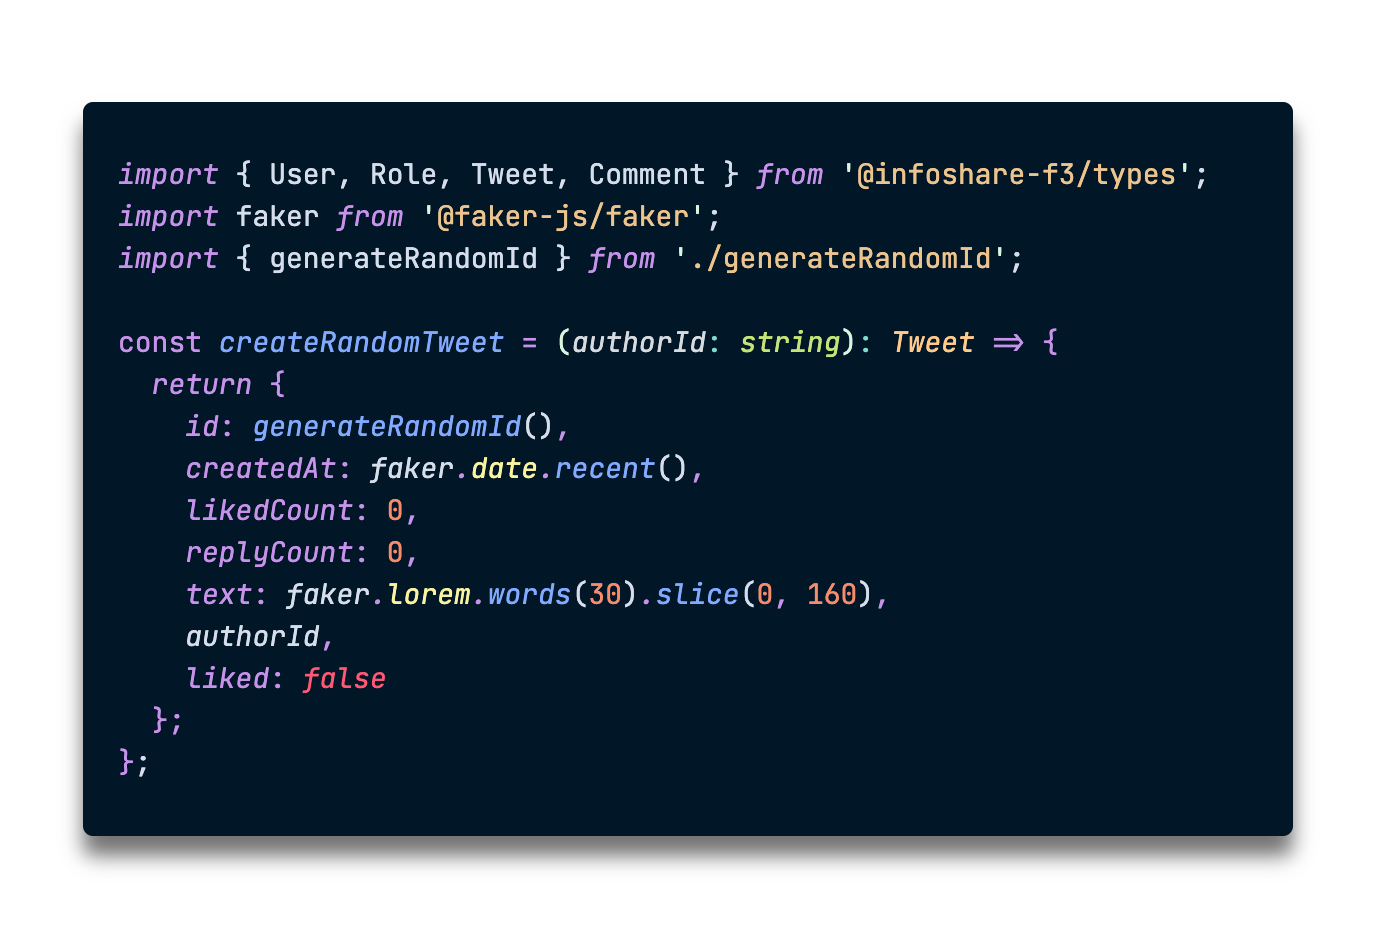 import { User, Role, Tweet, Comment } from '@infoshare-f3/types';
import faker from '@faker-js/faker';
import { generateRandomId } from './generateRandomId';

const createRandomTweet = (authorId: string): Tweet => {
  return {
    id: generateRandomId(),
    createdAt: faker.date.recent(),
    likedCount: 0,
    replyCount: 0,
    text: faker.lorem.words(30).slice(0, 160),
    authorId,
    liked: false
  };
};